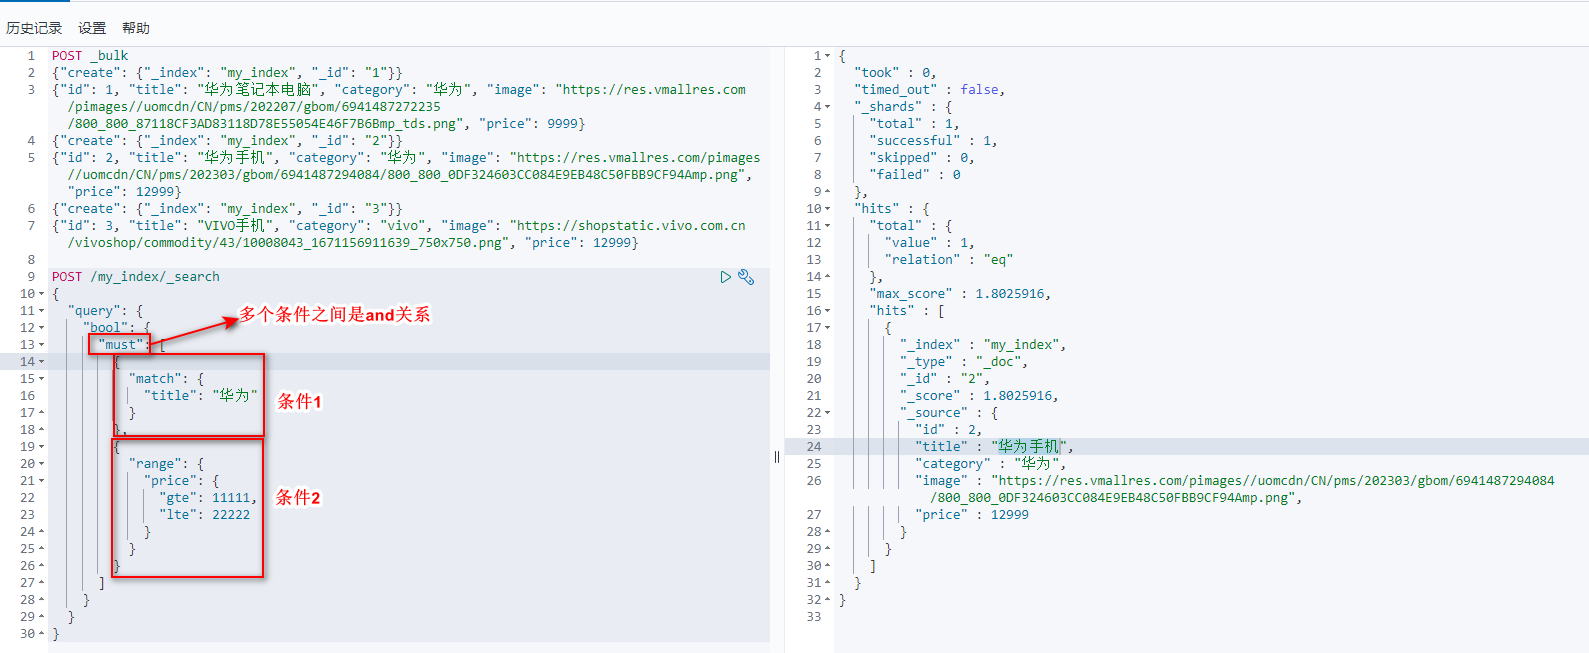 历史记录 设置 帮助
1 POST _bulk
2 {"create": {"_index": "my_index", "_id": "1"}}
3 {"id": 1, "title": "华为笔记本电脑", "category": "华为", "image": "https://res.vmallres.com
/pimages//uomcdn/CN/pms/202207/gbom/6941487272235
/800_800_87118CF3AD83118D78E55054E46F7B6Bmp_tds.png", "price": 9999}
4 {"create": {"_index": "my_index", "_id": "2"}}
5 {"id": 2, "title": "华为手机", "category": "华为", "image": "https://res.vmallres.com/pimages
//uomcdn/CN/pms/202303/gbom/6941487294084/800_800_0DF324603CC084E9EB48C50FBB9CF94Amp.png",
"price": 12999}
6 {"create": {"_index": "my_index", "_id": "3"}}
7 {"id": 3, "title": "VIVO手机", "category": "vivo", "image": "https://shopstatic.vivo.com.cn
/vivoshop/commodity/43/10008043_1671156911639_750x750.png", "price": 12999}
8
9 POST /my_index/_search
10 {
11 "query": {
12 "bool": {
13 "must": [
14 {
15 "match": {
16 "title": "华为"
17 }
18 },
19 {
20 "range": {
21 "price": {
22 "gte": 11111,
23 "lte": 22222
24 }
25 }
26 }
27 ]
28 }
29 }
30 }
多个条件之间是and关系
条件1
条件2
1 {
2 "took" : 0,
3 "timed_out" : false,
4 "_shards" : {
5 "total" : 1,
6 "successful" : 1,
7 "skipped" : 0,
8 "failed" : 0
9 },
10 "hits" : {
11 "total" : {
12 "value" : 1,
13 "relation" : "eq"
14 },
15 "max_score" : 1.8025916,
16 "hits" : [
17 {
18 "_index" : "my_index",
19 "_type" : "_doc",
20 "_id" : "2",
21 "_score" : 1.8025916,
22 "_source" : {
23 "id" : 2,
24 "title" : "华为手机",
25 "category" : "华为",
26 "image" : "https://res.vmallres.com/pimages//uomcdn/CN/pms/202303/gbom/6941487294084
/800_800_0DF324603CC084E9EB48C50FBB9CF94Amp.png",
27 "price" : 12999
28 }
29 }
30 ]
31 }
32 }
33